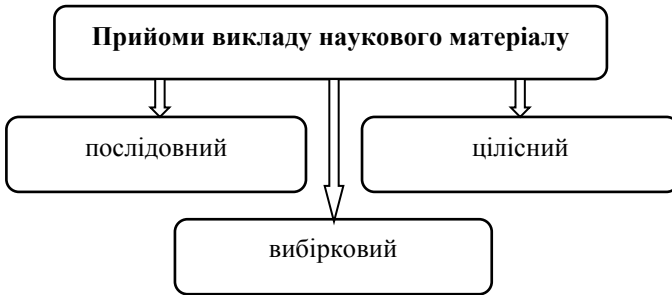 Прийоми викладу наукового матеріалу
послідовний
цілісний
вибірковий